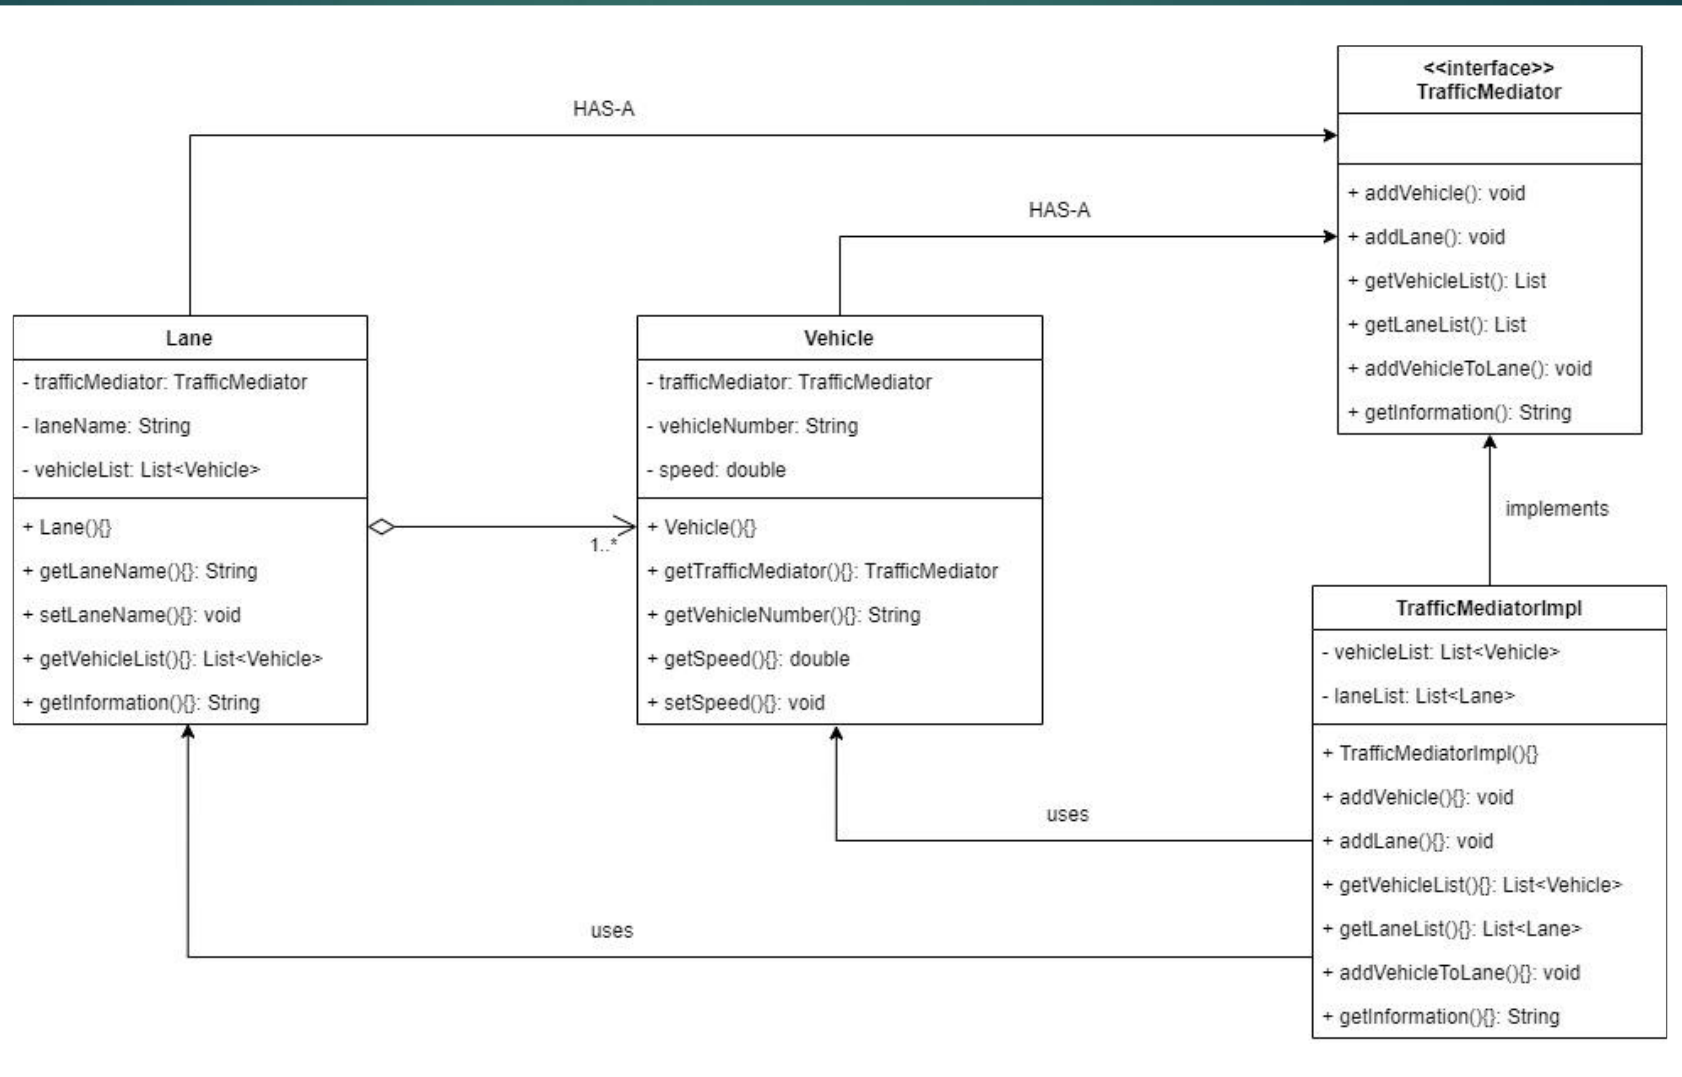 <<interface>>
TrafficMediator
+ addVehicle(): void
+ addLane(): void
+ getVehicleList(): List
+ getLaneList(): List
+ addVehicleToLane(): void
+ getInformation(): String
HAS-A
HAS-A
Lane
- trafficMediator: TrafficMediator
- laneName: String
- vehicleList: List<Vehicle>
+ Lane(){}
+ getLaneName(){}: String
+ setLaneName(){}: void
+ getVehicleList(){}: List<Vehicle>
+ getInformation(){}: String
1..*
Vehicle
- trafficMediator: TrafficMediator
- vehicleNumber: String
- speed: double
+ Vehicle(){}
+ getTrafficMediator(){}: TrafficMediator
+ getVehicleNumber(){}: String
+ getSpeed(){}: double
+ setSpeed(){}: void
implements
TrafficMediatorImpl
- vehicleList: List<Vehicle>
- laneList: List<Lane>
+ TrafficMediatorImpl(){}
+ addVehicle(){}: void
+ addLane(){}: void
+ getVehicleList(){}: List<Vehicle>
+ getLaneList(){}: List<Lane>
+ addVehicleToLane(){}: void
+ getInformation(){}: String
uses
uses